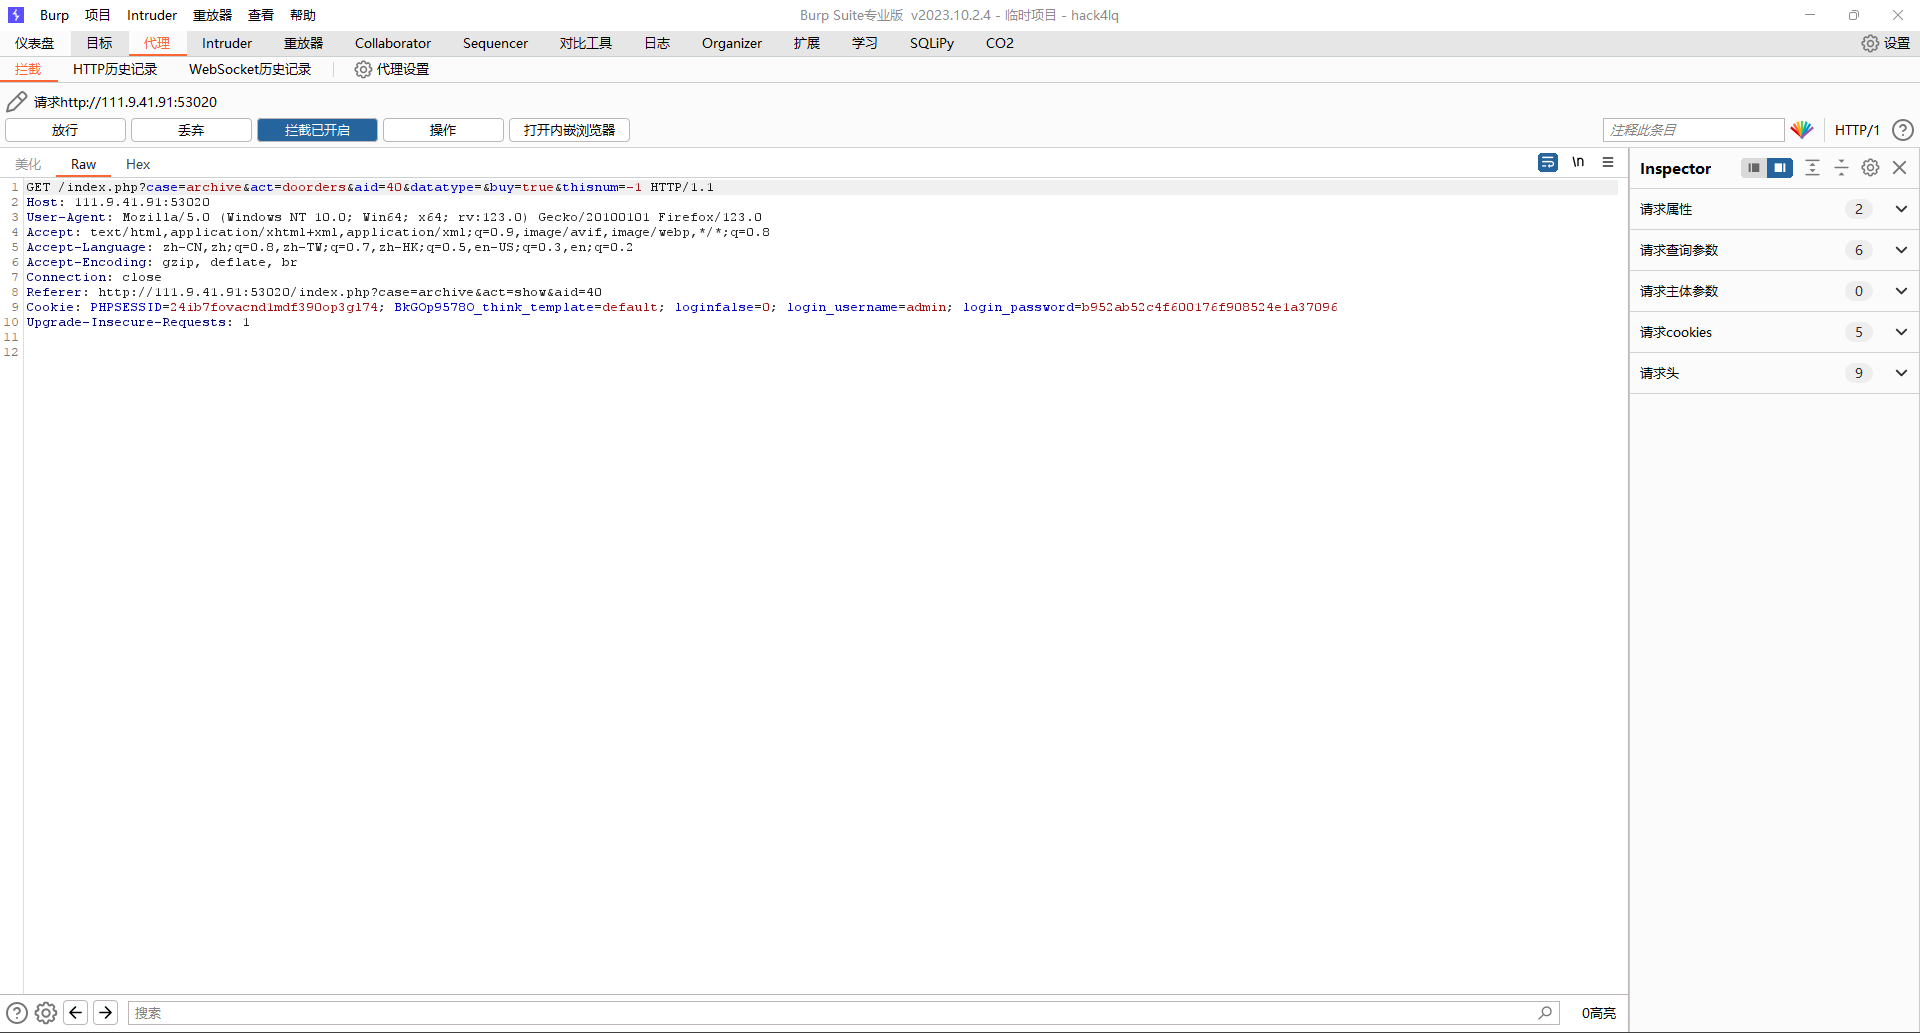 Burp 项目 Intruder 重放器 查看 帮助 Burp Suite专业版 v2023.10.2.4 - 临时项目 - hack4lq
仪表盘 目标 代理 Intruder 重放器 Collaborator Sequencer 对比工具 日志 Organizer 扩展 学习 SQLiPy CO2 设置
拦截 HTTP历史记录 WebSocket历史记录 代理设置
请求http://111.9.41.91:53020
放行 丢弃 拦截已开启 操作 打开内嵌浏览器 注释此条目 HTTP/1 ?
美化 Raw Hex \n
1 GET /index.php?case=archive&act=doorders&aid=40&datatype=&buy=true&thisnum=-1 HTTP/1.1
2 Host: 111.9.41.91:53020
3 User-Agent: Mozilla/5.0 (Windows NT 10.0; Win64; x64; rv:123.0) Gecko/20100101 Firefox/123.0
4 Accept: text/html,application/xhtml+xml,application/xml;q=0.9,image/avif,image/webp,*/*;q=0.8
5 Accept-Language: zh-CN,zh;q=0.8,zh-TW;q=0.7,zh-HK;q=0.5,en-US;q=0.3,en;q=0.2
6 Accept-Encoding: gzip, deflate, br
7 Connection: close
8 Referer: http://111.9.41.91:53020/index.php?case=archive&act=show&aid=40
9 Cookie: PHPSESSID=24ib7fovacnd1mdf390op3gl74; BkGOp9578O_think_template=default; loginfalse=0; login_username=admin; login_password=b952ab52c4f600176f908524e1a37096
10 Upgrade-Insecure-Requests: 1
11
12
Inspector
请求属性 2
请求查询参数 6
请求主体参数 0
请求cookies 5
请求头 9
? 搜索 0高亮